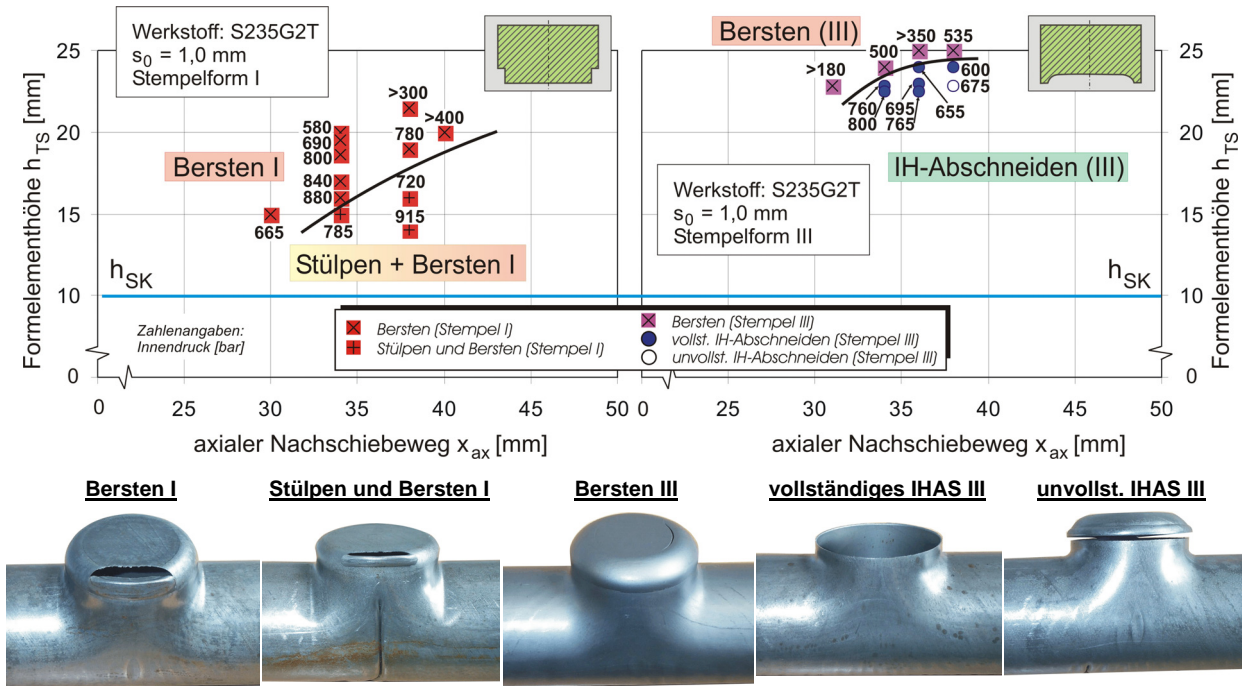 Werkstoff: S235G2T
s0 = 1,0 mm
Stempelform I
Formelementhöhe hTS [mm]
25
20
15
10
0
>300
>400
580
690
800
780
840
880
720
915
665
785
Bersten I
Stülpen + Bersten I
hSK
Zahlenangaben:
Innendruck [bar]
0 25 30 35 40 45 50
axialer Nachschiebeweg xax [mm]
Bersten (III)
>180
500
>350
535
600
675
760
800
695
765
655
IH-Abschneiden (III)
Werkstoff: S235G2T
s0 = 1,0 mm
Stempelform III
hSK
25
20
15
10
0
Formelementhöhe hTS [mm]
Bersten (Stempel I)
Stülpen und Bersten (Stempel I)
Bersten (Stempel III)
vollst. IH-Abschneiden (Stempel III)
unvollst. IH-Abschneiden (Stempel III)
0 25 30 35 40 45 50
axialer Nachschiebeweg xax [mm]
Bersten I
Stülpen und Bersten I
Bersten III
vollständiges IHAS III
unvollst. IHAS III